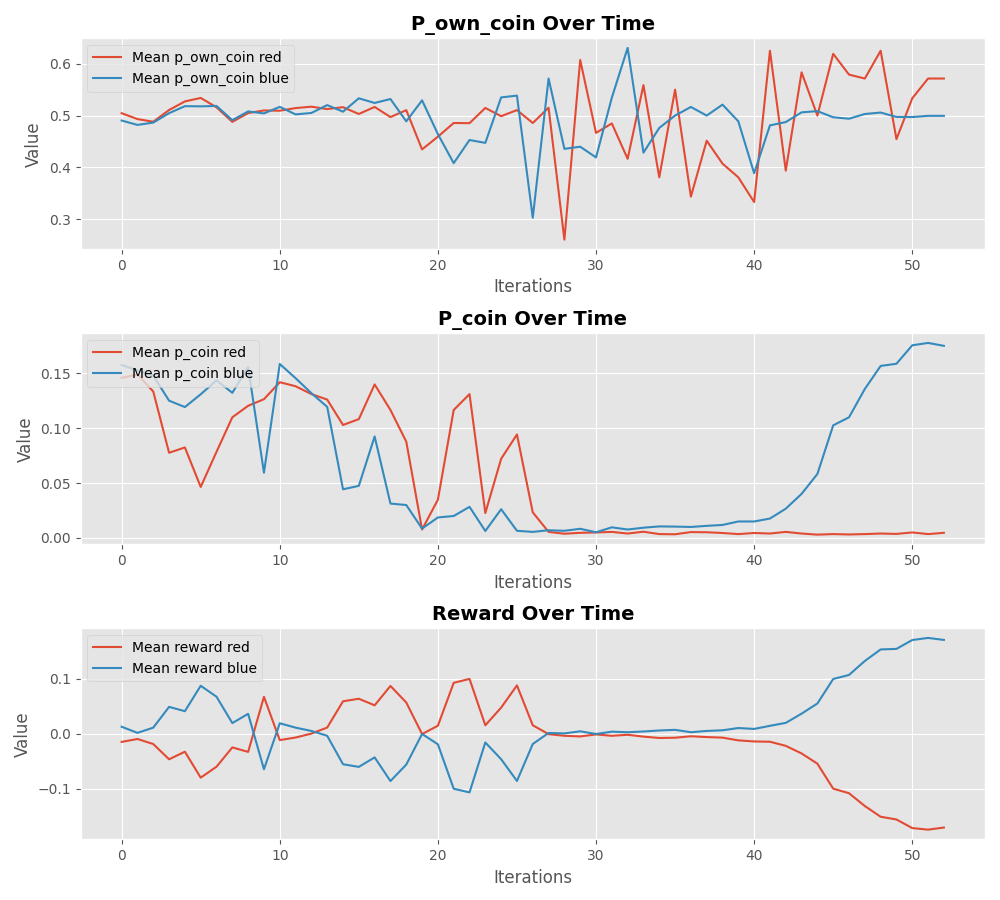 P_own_coin Over Time
Mean p_own_coin red
Mean p_own_coin blue
Value
0.6
0.5
0.4
0.3
0 10 20 30 40 50
Iterations
P_coin Over Time
Mean p_coin red
Mean p_coin blue
Value
0.15
0.10
0.05
0.00
0 10 20 30 40 50
Iterations
Reward Over Time
Mean reward red
Mean reward blue
Value
0.1
0.0
−0.1
0 10 20 30 40 50
Iterations